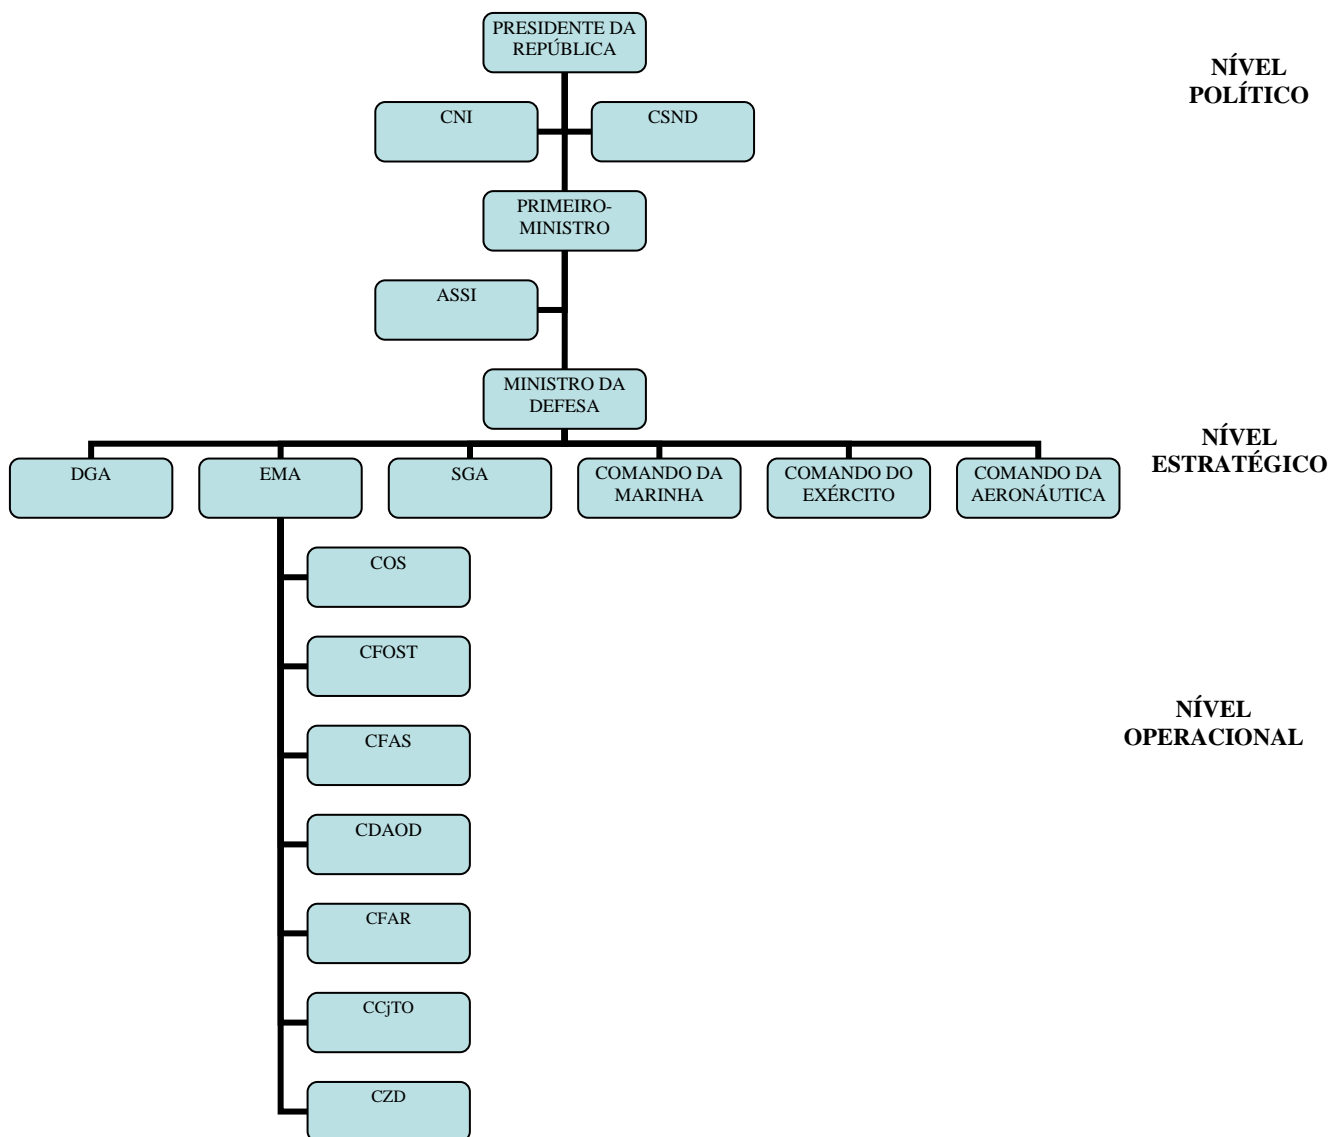 PRESIDENTE DA
REPÚBLICA
NÍVEL
POLÍTICO
CNI
CSND
PRIMEIRO-
MINISTRO
ASSI
MINISTRO DA
DEFESA
NÍVEL
ESTRATÉGICO
DGA
EMA
SGA
COMANDO DA
MARINHA
COMANDO DO
EXÉRCITO
COMANDO DA
AERONÁUTICA
COS
CFOST
NÍVEL
OPERACIONAL
CFAS
CDAOD
CFAR
CCjTO
CZD